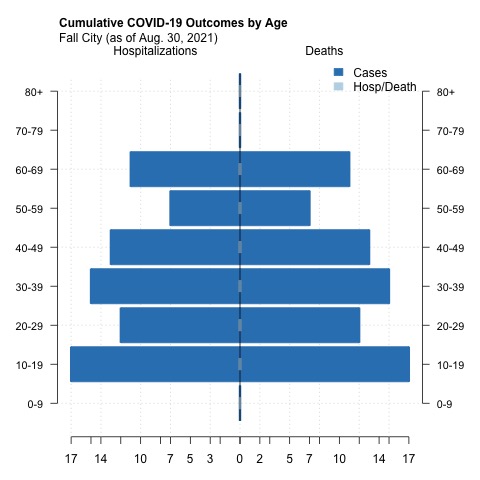 Cumulative COVID-19 Outcomes by Age
Fall City (as of Aug. 30, 2021)
Hospitalizations Deaths
Cases
Hosp/Death
80+ 80+
70-79 70-79
60-69 60-69
50-59 50-59
40-49 40-49
30-39 30-39
20-29 20-29
10-19 10-19
0-9 0-9
17 14 10 7 5 3 0 2 5 7 10 14 17